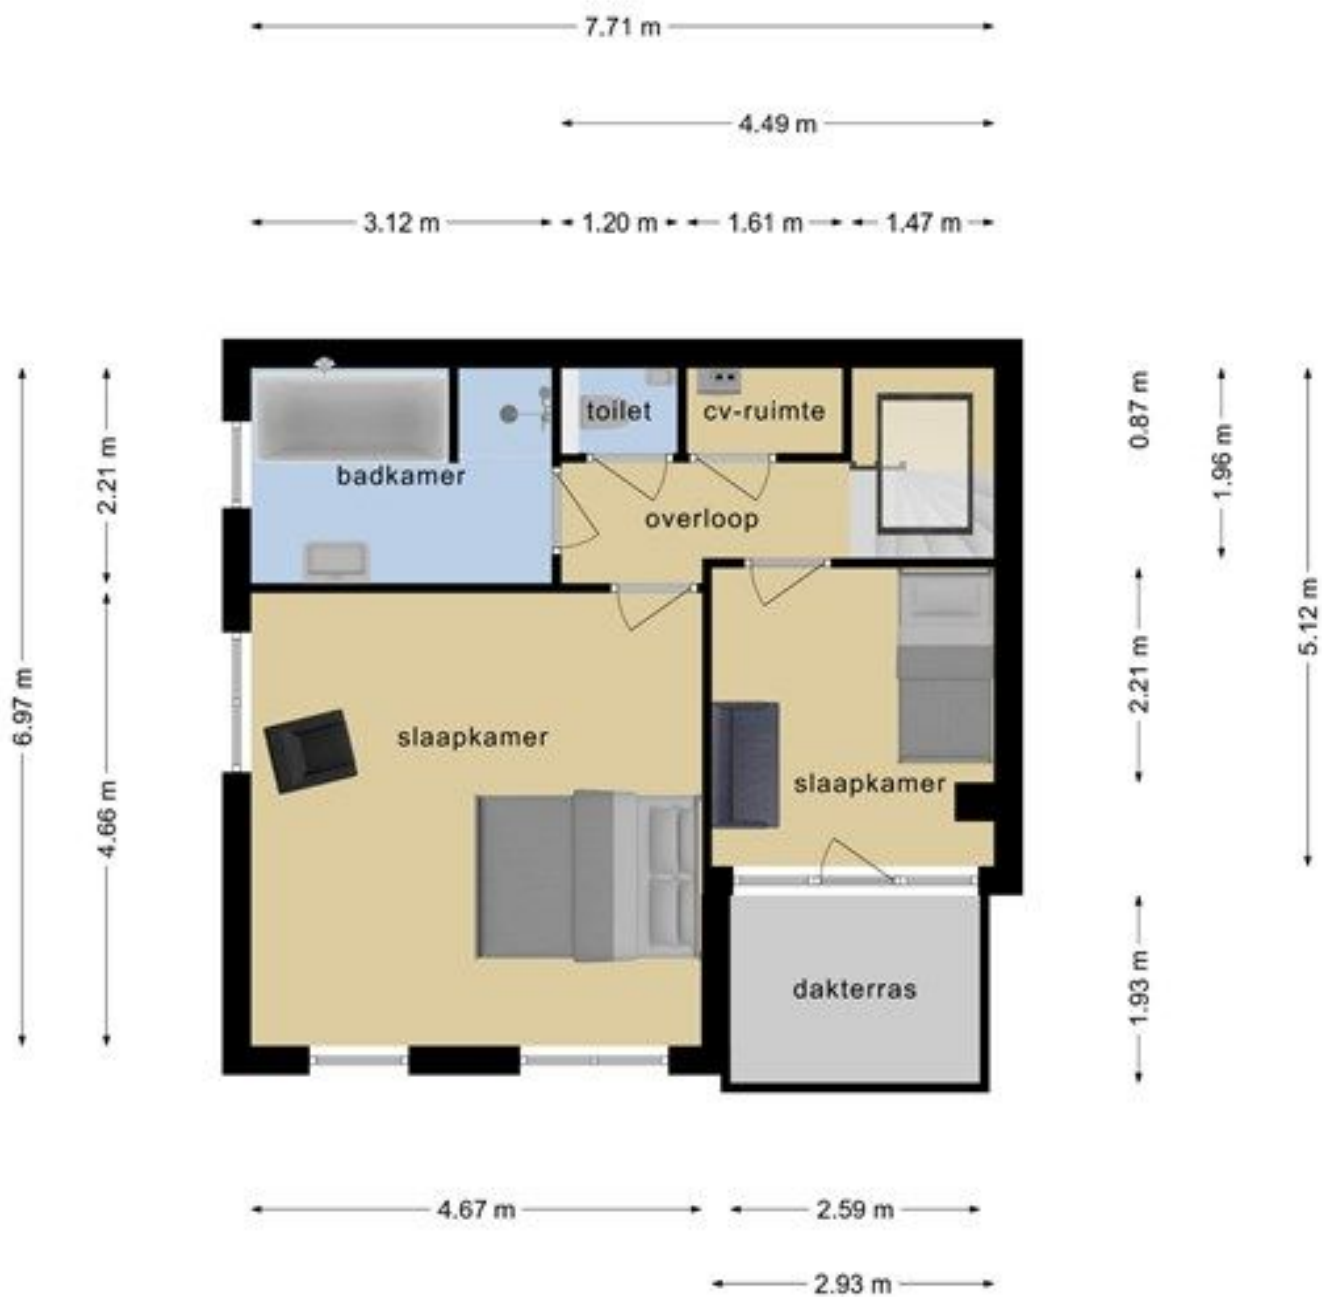 7.71 m
4.49 m
3.12 m
1.20 m
1.61 m
1.47 m
toilet
cv-ruimte
badkamer
overloop
slaapkamer
slaapkamer
dakterras
6.97 m
2.21 m
4.66 m
0.87 m
1.96 m
2.21 m
5.12 m
1.93 m
4.67 m
2.59 m
2.93 m